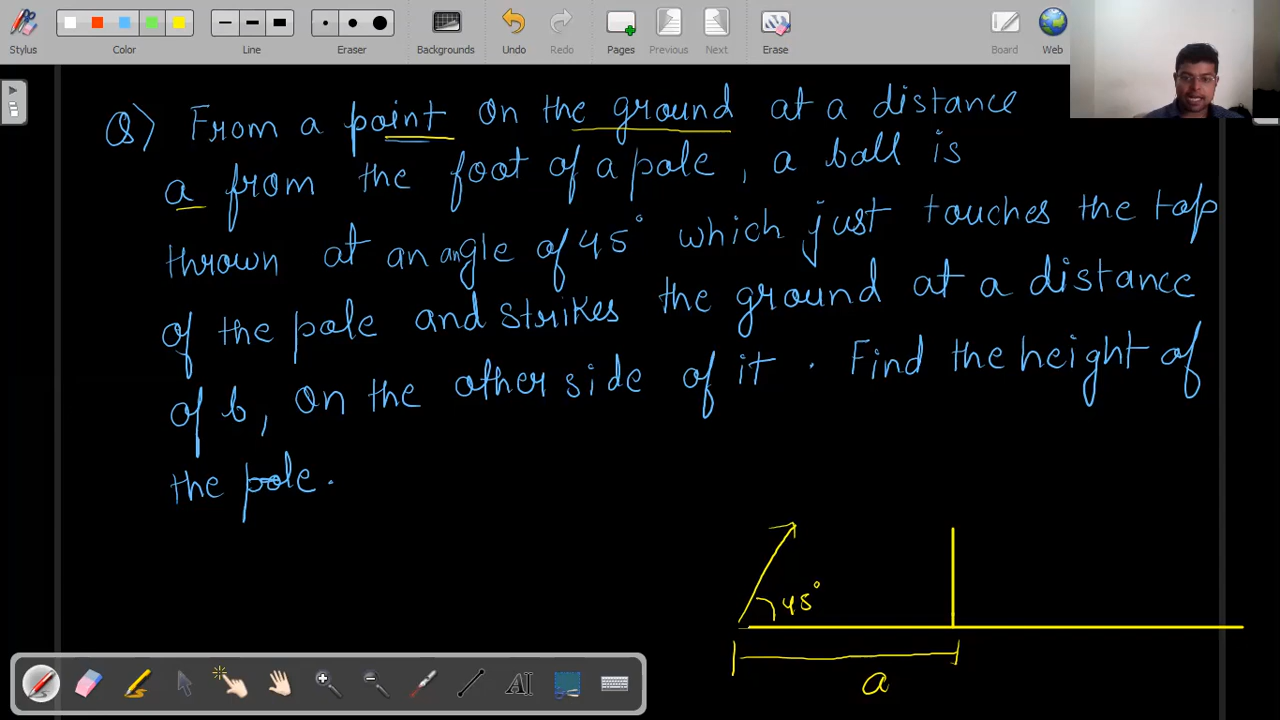 Stylus
Color
Line
Eraser
Backgrounds
Undo
Redo
Pages
Previous
Next
Erase
Board
Web
Q) From a point on the ground at a distance
a from the foot of a pole, a ball is
thrown at an angle of 45° which just touches the top
of the pole and strikes the ground at a distance
of b, on the other side of it. Find the height of
the pole.
45°
a